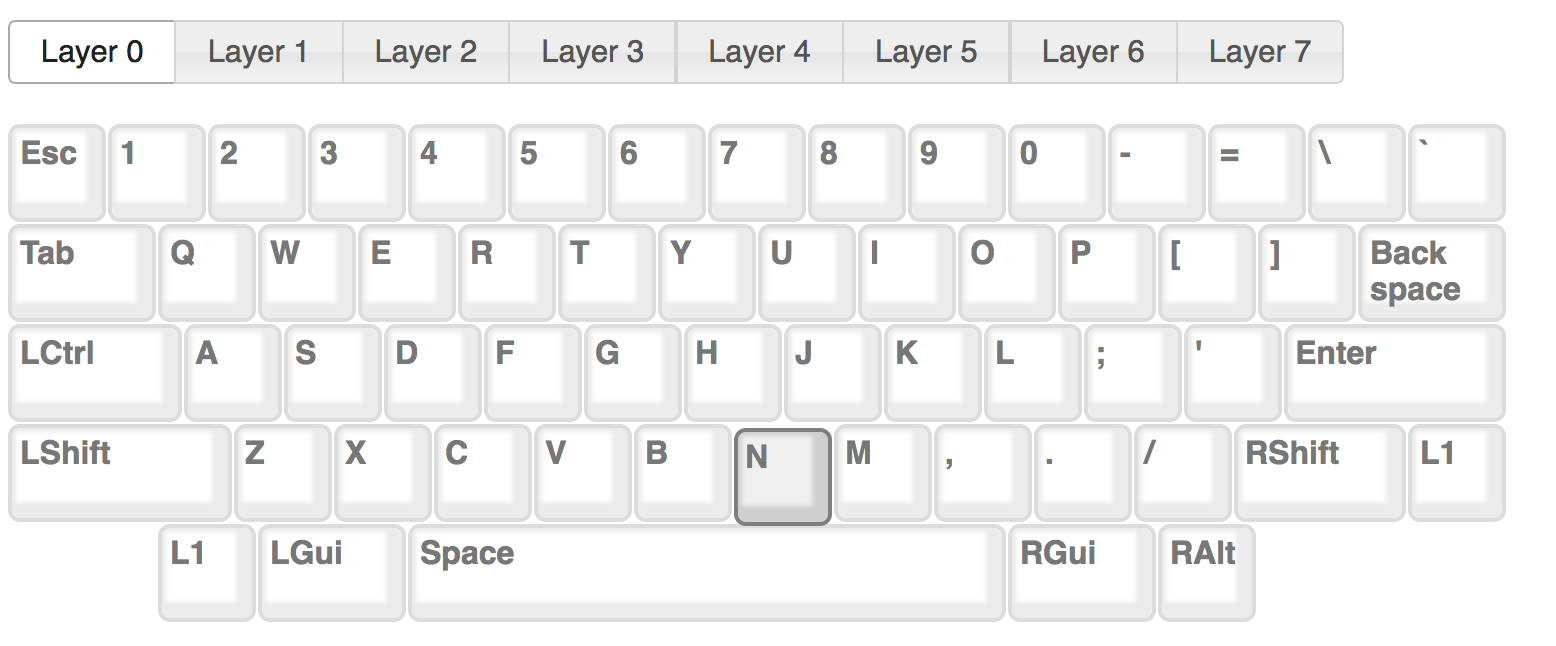 Layer 0 Layer 1 Layer 2 Layer 3 Layer 4 Layer 5 Layer 6 Layer 7
Esc 1 2 3 4 5 6 7 8 9 0 - = \ `
Tab Q W E R T Y U I O P [ ] Back
space
LCtrl A S D F G H J K L ; ' Enter
LShift Z X C V B N M , . / RShift L1
L1 LGui Space RGui RAlt